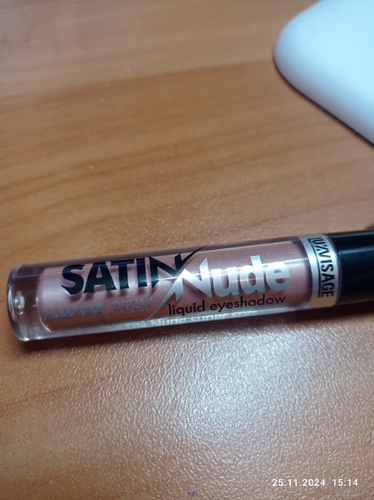 SATIN Nude
liquid eyeshadow
LUXVISAGE
25.11.2024 15:14